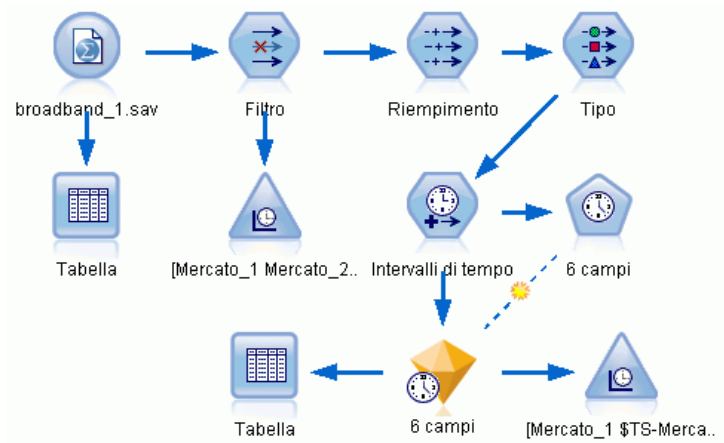 broadband_1.sav
Filtro
Riempimento
Tipo
Tabella
[Mercato_1 Mercato_2..
Intervalli di tempo
6 campi
Tabella
6 campi
[Mercato_1 $TS-Merca..